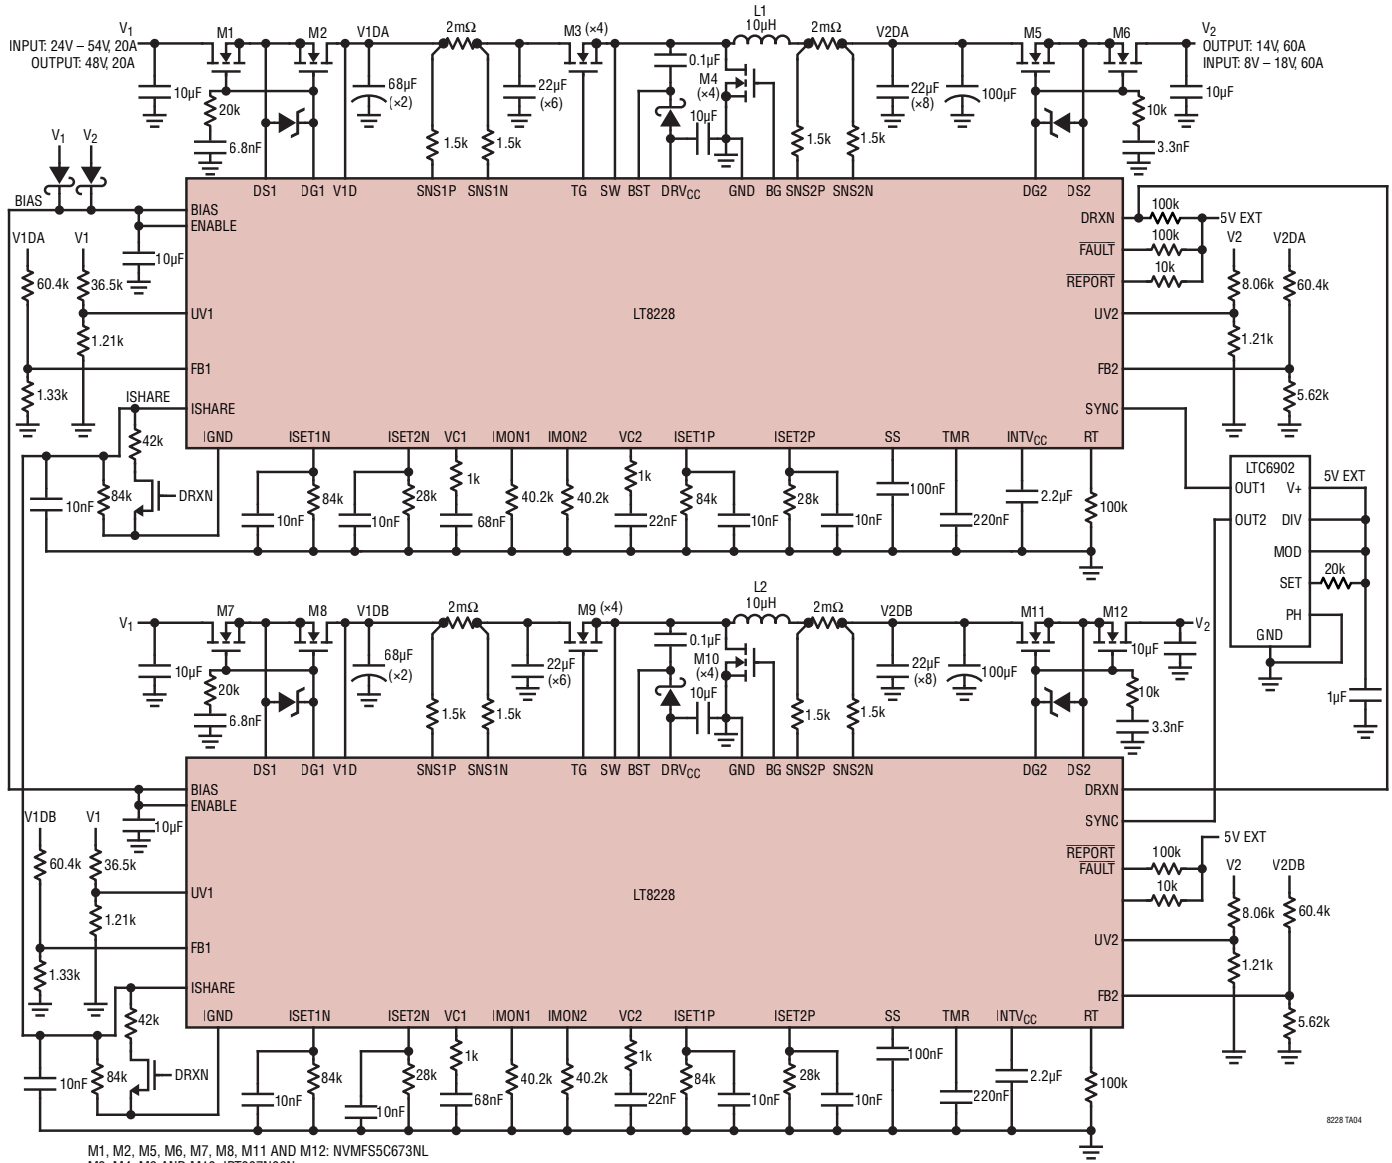 V1
INPUT: 24V – 54V, 20A
OUTPUT: 48V, 20A
M1
M2
V1DA
2mΩ
M3 (×4)
L1
10µH
2mΩ
V2DA
M5
M6
V2
OUTPUT: 14V, 60A
INPUT: 8V – 18V, 60A
10µF
20k
6.8nF
68µF
(×2)
1.5k
1.5k
22µF
(×6)
0.1µF
M4
(×4)
10µF
1.5k
1.5k
22µF
(×8)
100µF
10k
3.3nF
10µF
V1
V2
BIAS
DS1
DG1
V1D
SNS1P
SNS1N
TG
SW
BST
DRVCC
GND
BG
SNS2P
SNS2N
DG2
DS2
BIAS
ENABLE
10µF
V1DA
V1
60.4k
36.5k
UV1
1.21k
FB1
1.33k
ISHARE
ISHARE
42k
DRXN
84k
10nF
LT8228
DRXN
100k
5V EXT
FAULT
100k
REPORT
10k
V2
V2DA
8.06k
60.4k
UV2
1.21k
FB2
5.62k
SYNC
IGND
ISET1N
ISET2N
VC1
IMON1
IMON2
VC2
ISET1P
ISET2P
SS
TMR
INTVCC
RT
10nF
84k
10nF
28k
1k
68nF
40.2k
40.2k
1k
22nF
84k
10nF
28k
10nF
100nF
220nF
2.2µF
100k
LTC6902
5V EXT
OUT1
V+
OUT2
DIV
MOD
SET
20k
PH
GND
1µF
V1
M7
M8
V1DB
2mΩ
M9 (×4)
L2
10µH
2mΩ
V2DB
M11
M12
V2
10µF
20k
6.8nF
68µF
(×2)
1.5k
1.5k
22µF
(×6)
0.1µF
M10
(×4)
10µF
1.5k
1.5k
22µF
(×8)
100µF
10µF
10k
3.3nF
DS1
DG1
V1D
SNS1P
SNS1N
TG
SW
BST
DRVCC
GND
BG
SNS2P
SNS2N
DG2
DS2
BIAS
ENABLE
10µF
V1DB
V1
60.4k
36.5k
UV1
1.21k
FB1
1.33k
ISHARE
42k
DRXN
84k
10nF
LT8228
DRXN
SYNC
5V EXT
REPORT
100k
FAULT
10k
V2
V2DB
8.06k
60.4k
UV2
1.21k
FB2
5.62k
IGND
ISET1N
ISET2N
VC1
IMON1
IMON2
VC2
ISET1P
ISET2P
SS
TMR
INTVCC
RT
10nF
84k
10nF
28k
1k
68nF
40.2k
40.2k
1k
22nF
84k
10nF
28k
10nF
100nF
220nF
2.2µF
100k
8228 TA04
M1, M2, M5, M6, M7, M8, M11 AND M12: NVMFS5C673NL